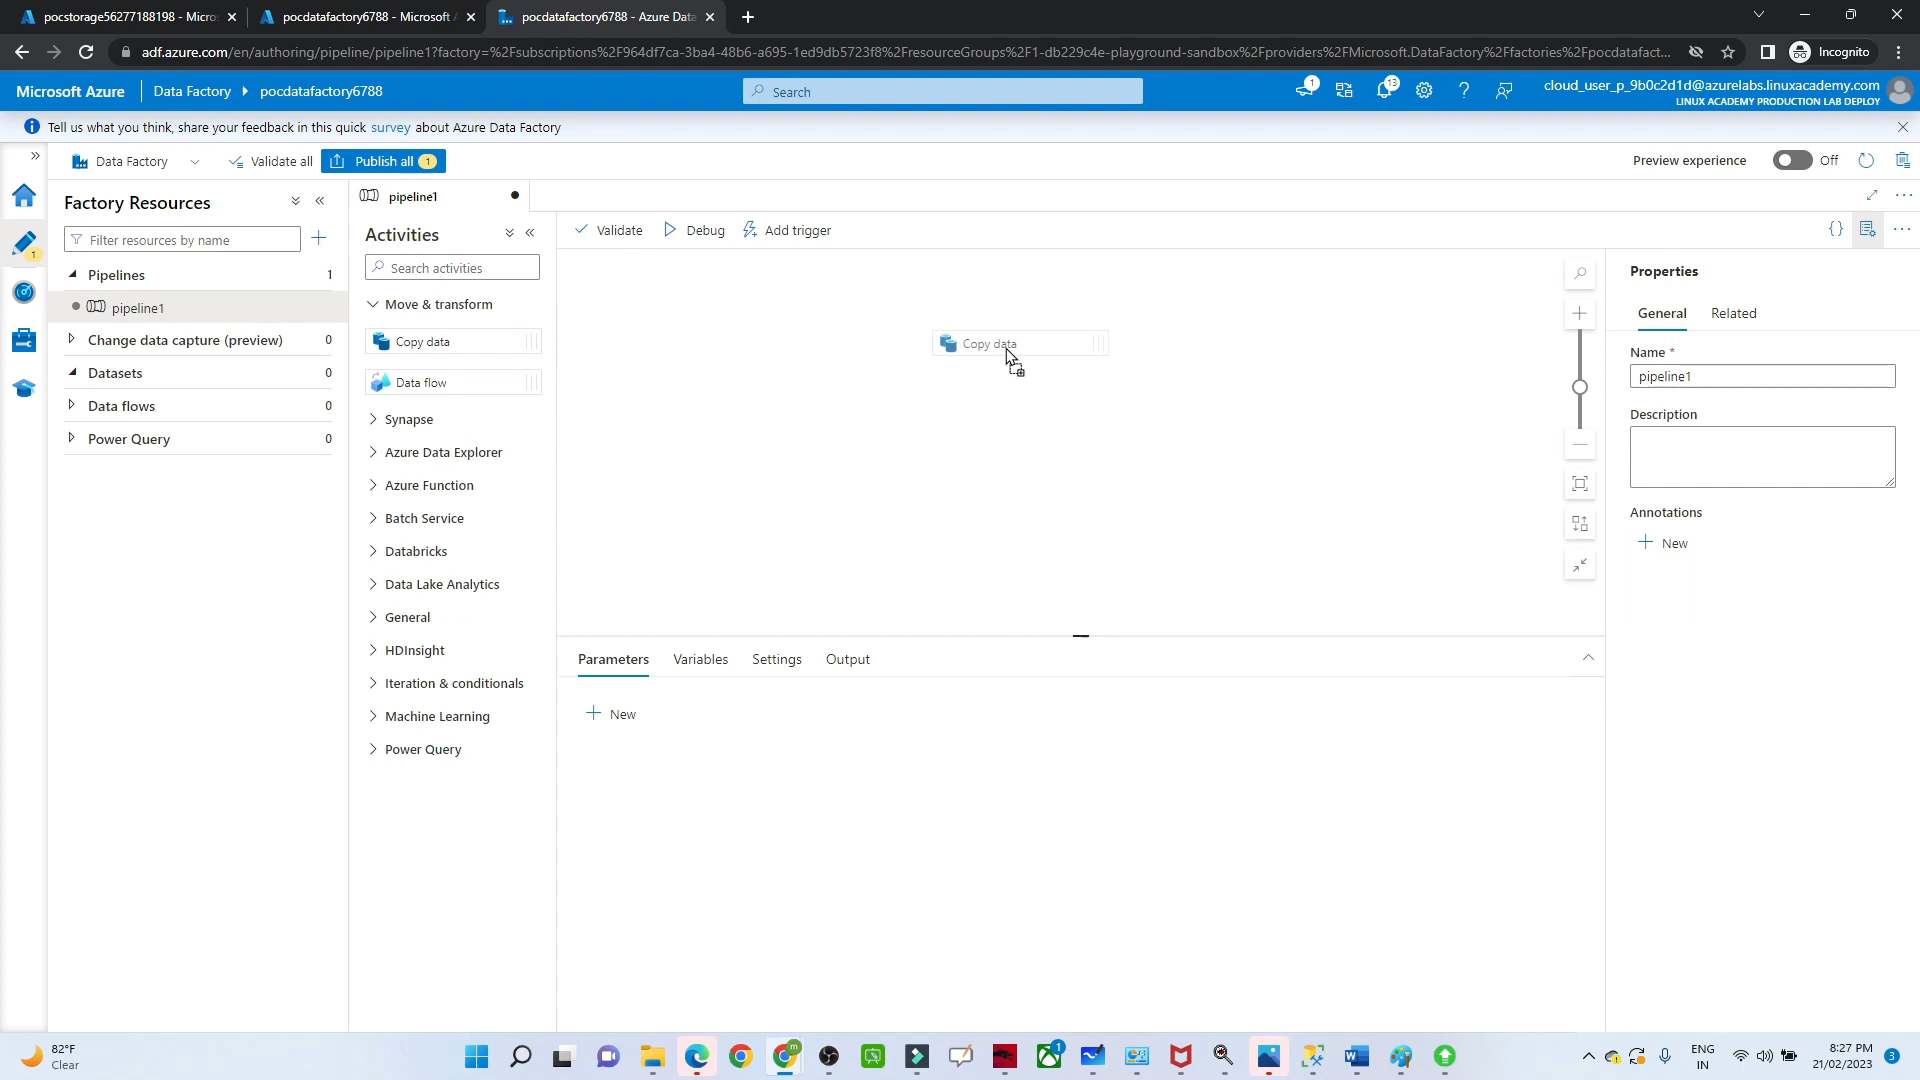 pocstorage56277188198 - Micro
pocdatafactory6788 - Microsoft A
pocdatafactory6788 - Azure Data
adf.azure.com/en/authoring/pipeline/pipeline1?factory=%2Fsubscriptions%2F964df7ca-3ba4-48b6-a695-1ed9db5723f8%2FresourceGroups%2F1-db229c4e-playground-sandbox%2Fproviders%2FMicrosoft.DataFactory%2Ffactories%2Fpocdatafact...
Incognito
Microsoft Azure
Data Factory
pocdatafactory6788
Search
1
13
cloud_user_p_9b0c2d1d@azurelabs.linuxacademy.com
LINUX ACADEMY PRODUCTION LAB DEPLOY
Tell us what you think, share your feedback in this quick survey about Azure Data Factory
Data Factory
Validate all
Publish all 1
Preview experience
Off
Factory Resources
Filter resources by name
1
Pipelines 1
pipeline1
Change data capture (preview) 0
Datasets 0
Data flows 0
Power Query 0
pipeline1
Activities
Search activities
Move & transform
Copy data
Data flow
Synapse
Azure Data Explorer
Azure Function
Batch Service
Databricks
Data Lake Analytics
General
HDInsight
Iteration & conditionals
Machine Learning
Power Query
Validate
Debug
Add trigger
{}
Copy data
Parameters
Variables
Settings
Output
New
Properties
General
Related
Name *
pipeline1
Description
Annotations
New
82°F
Clear
m
1
ENG
IN
8:27 PM
21/02/2023
3